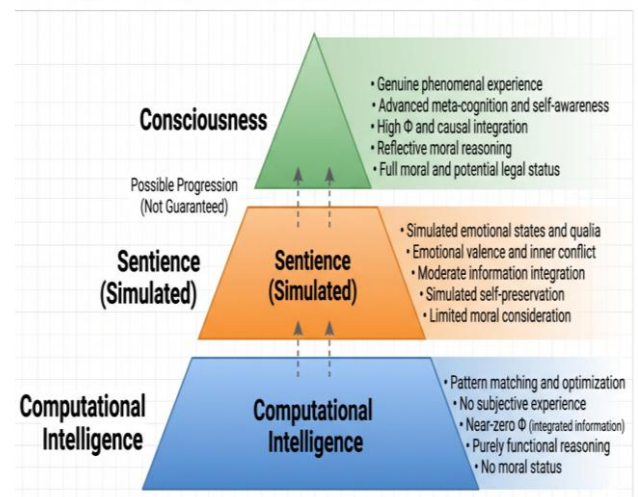 Consciousness
• Genuine phenomenal experience
• Advanced meta-cognition and self-awareness
• High Φ and causal integration
• Reflective moral reasoning
• Full moral and potential legal status
Possible Progression
(Not Guaranteed)
Sentience
(Simulated)
Sentience
(Simulated)
• Simulated emotional states and qualia
• Emotional valence and inner conflict
• Moderate information integration
• Simulated self-preservation
• Limited moral consideration
Computational
Intelligence
Computational
Intelligence
• Pattern matching and optimization
• No subjective experience
• Near-zero Φ (integrated information)
• Purely functional reasoning
• No moral status